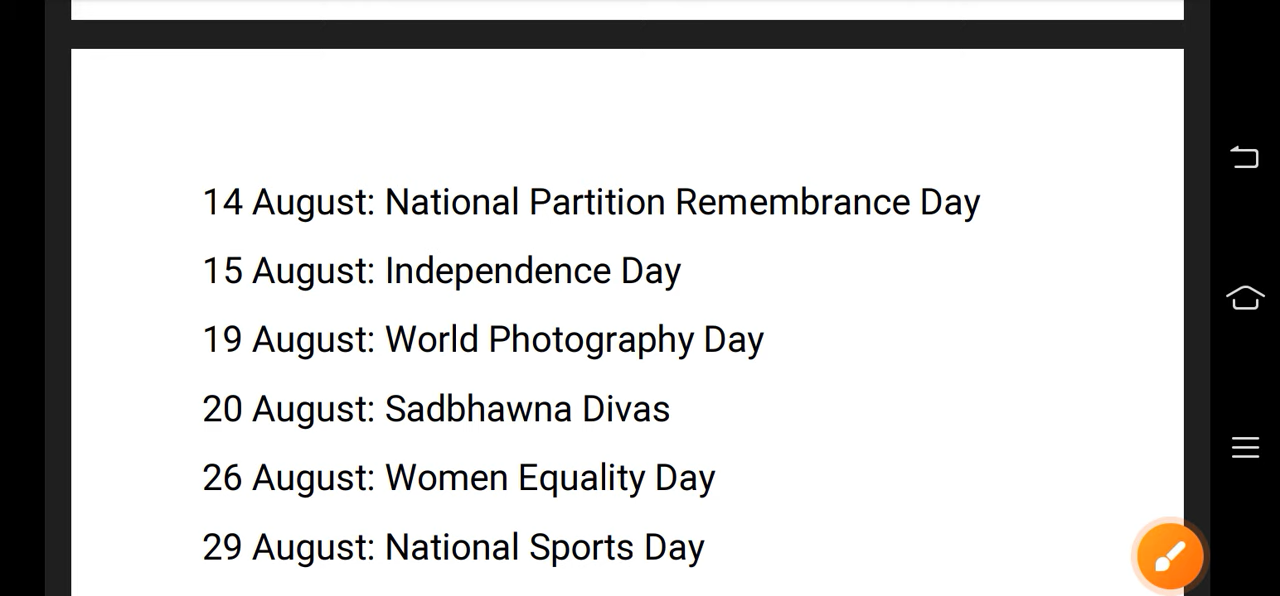 14 August: National Partition Remembrance Day
15 August: Independence Day
19 August: World Photography Day
20 August: Sadbhawna Divas
26 August: Women Equality Day
29 August: National Sports Day